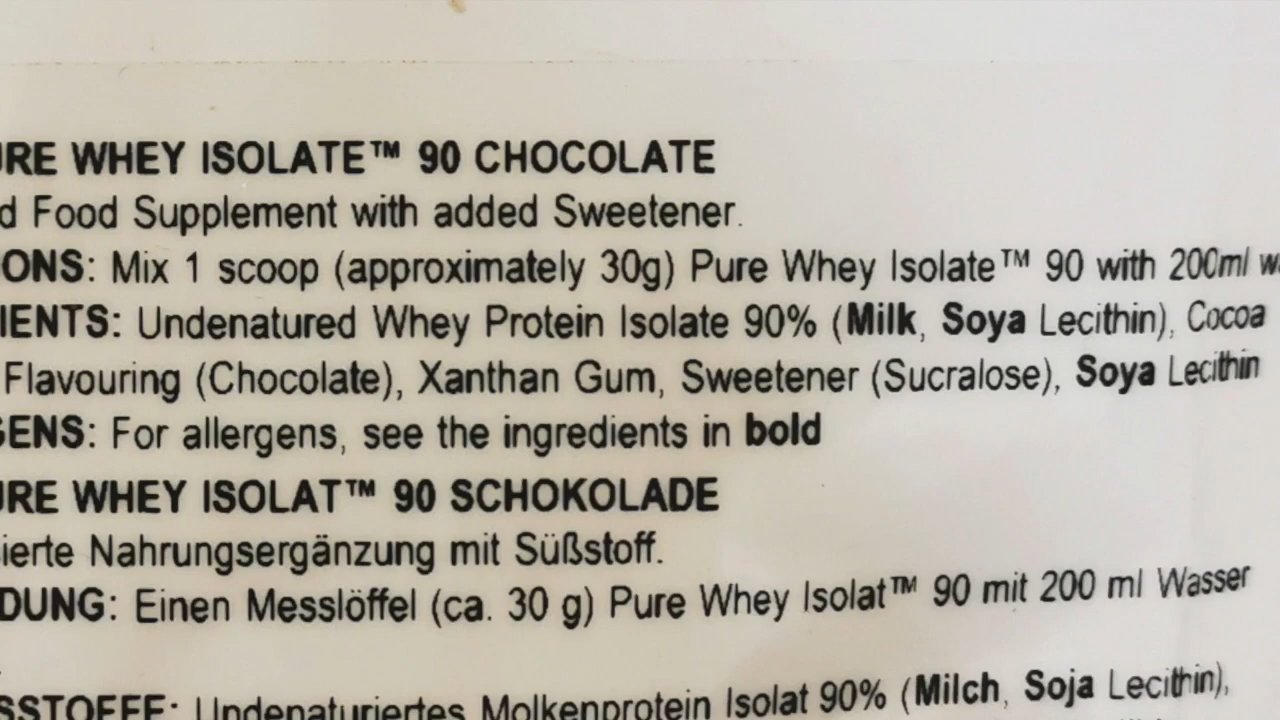 URE WHEY ISOLATE™ 90 CHOCOLATE
d Food Supplement with added Sweetener.
ONS: Mix 1 scoop (approximately 30g) Pure Whey Isolate™ 90 with 200ml w
IENTS: Undenatured Whey Protein Isolate 90% (Milk, Soya Lecithin), Cocoa
Flavouring (Chocolate), Xanthan Gum, Sweetener (Sucralose), Soya Lecithin
GENS: For allergens, see the ingredients in bold
URE WHEY ISOLAT™ 90 SCHOKOLADE
ierte Nahrungsergänzung mit Süßstoff.
DUNG: Einen Messlöffel (ca. 30 g) Pure Whey Isolat™ 90 mit 200 ml Wasser
SSTOFFE: Undenaturiertes Molkenprotein Isolat 90% (Milch, Soja Lecithin),